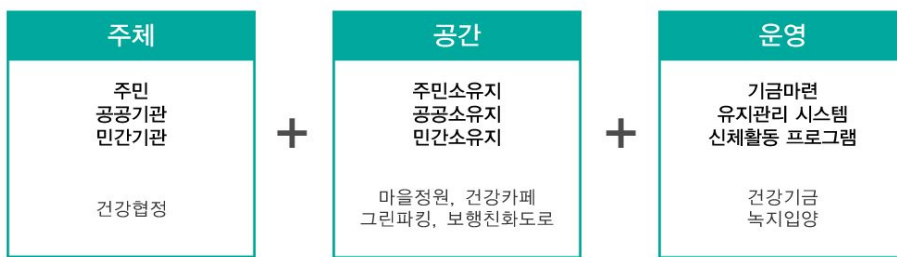 주체
주민
공공기관
민간기관
건강협정
+
공간
주민소유지
공공소유지
민간소유지
마을정원, 건강카페
그린파킹, 보행친화도로
+
운영
기금마련
유지관리 시스템
신체활동 프로그램
건강기금
녹지입양